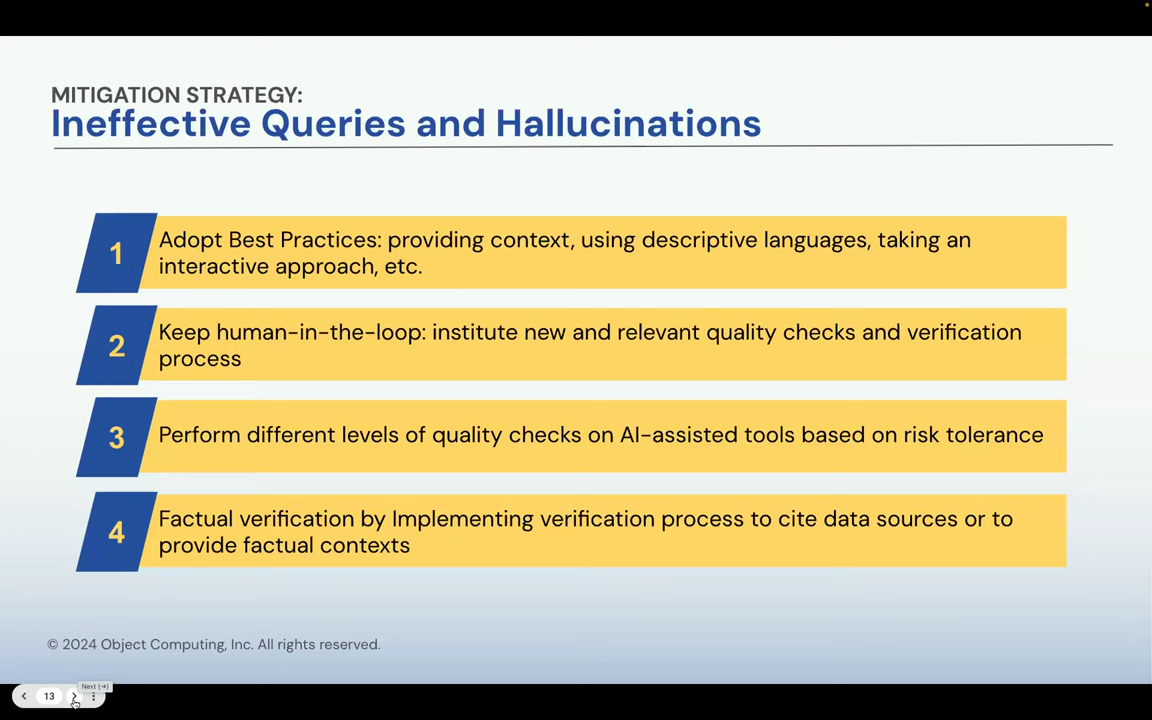 MITIGATION STRATEGY:
Ineffective Queries and Hallucinations
1
Adopt Best Practices: providing context, using descriptive languages, taking an
interactive approach, etc.
2
Keep human-in-the-loop: institute new and relevant quality checks and verification
process
3
Perform different levels of quality checks on AI-assisted tools based on risk tolerance
4
Factual verification by Implementing verification process to cite data sources or to
provide factual contexts
© 2024 Object Computing, Inc. All rights reserved.
Next (→)
13